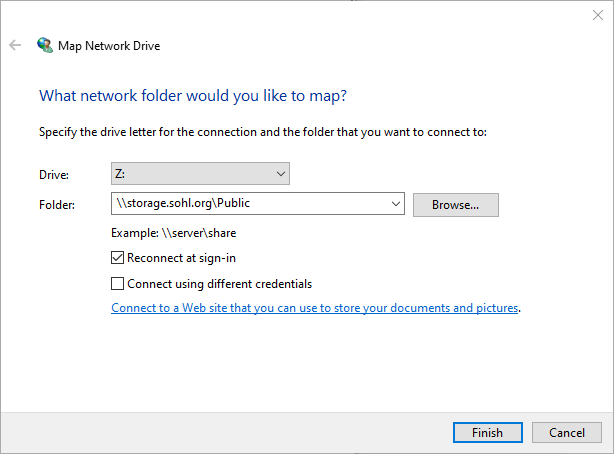 Map Network Drive
What network folder would you like to map?
Specify the drive letter for the connection and the folder that you want to connect to:
Drive: Z:
Folder: \\storage.sohl.org\Public Browse...
Example: \\server\share
Reconnect at sign-in
Connect using different credentials
Connect to a Web site that you can use to store your documents and pictures.
Finish Cancel